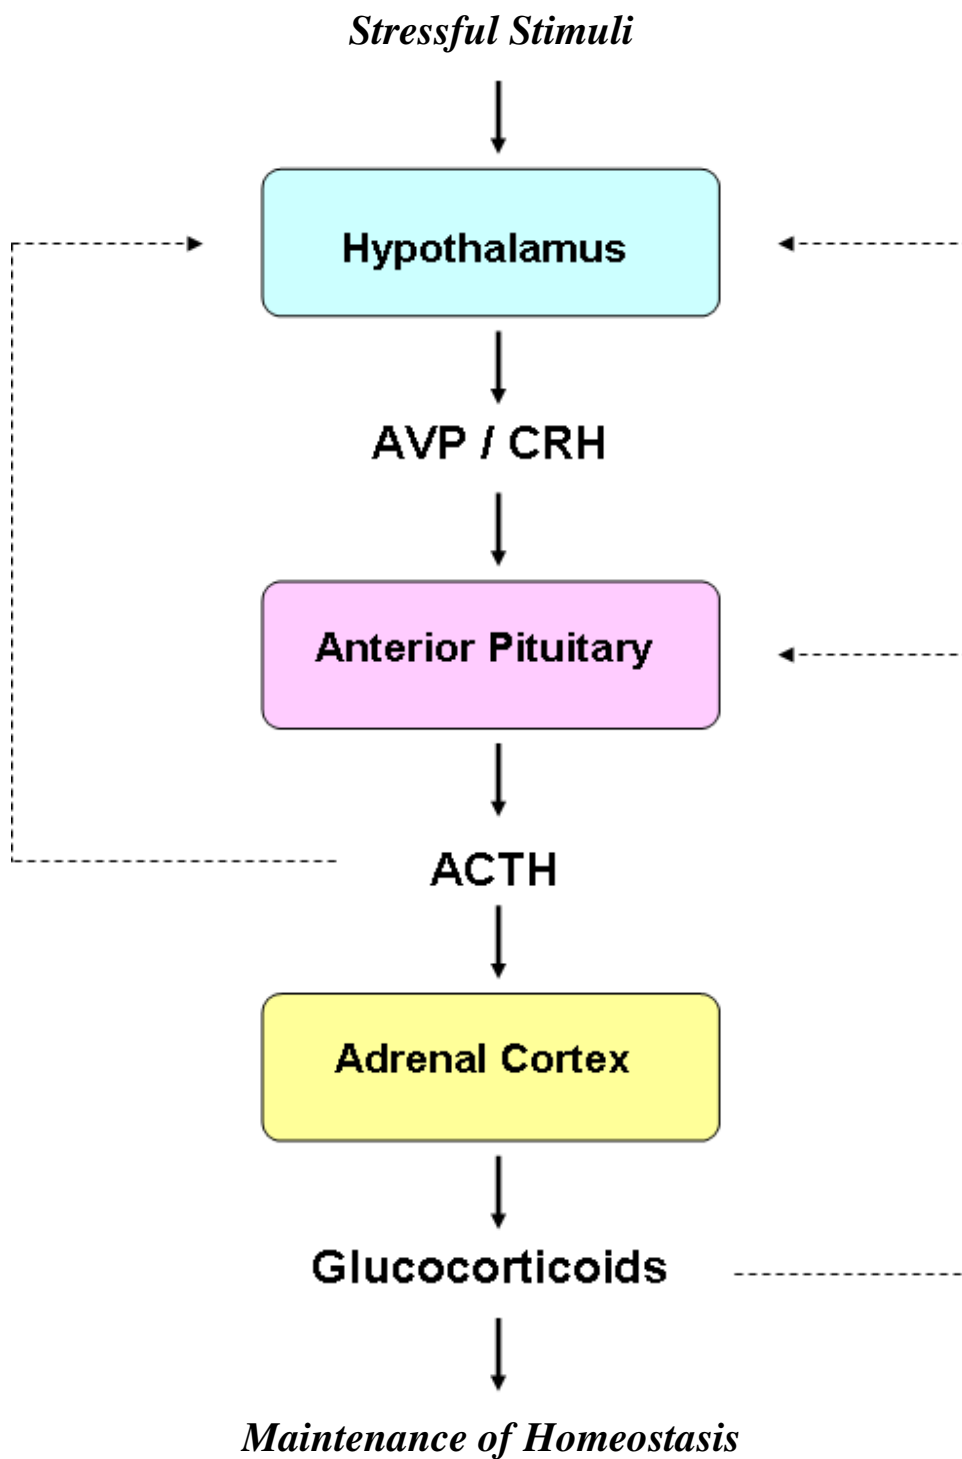 Stressful Stimuli
Hypothalamus
AVP / CRH
Anterior Pituitary
ACTH
Adrenal Cortex
Glucocorticoids
Maintenance of Homeostasis